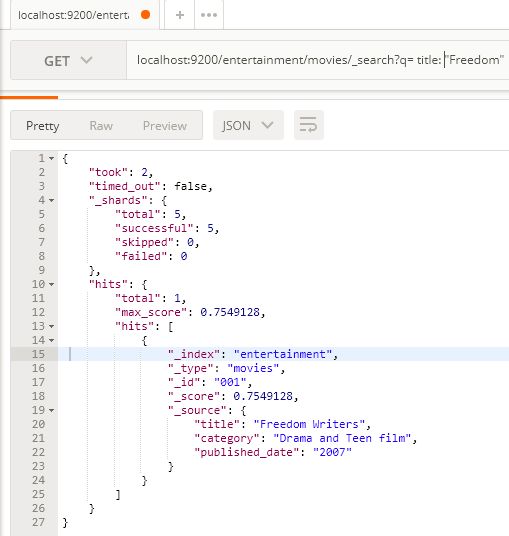 localhost:9200/enterta
+
•••
GET
localhost:9200/entertainment/movies/_search?q= title: "Freedom"
Pretty Raw Preview JSON
1 {
2 "took": 2,
3 "timed_out": false,
4 "_shards": {
5 "total": 5,
6 "successful": 5,
7 "skipped": 0,
8 "failed": 0
9 },
10 "hits": {
11 "total": 1,
12 "max_score": 0.7549128,
13 "hits": [
14 {
15 "_index": "entertainment",
16 "_type": "movies",
17 "_id": "001",
18 "_score": 0.7549128,
19 "_source": {
20 "title": "Freedom Writers",
21 "category": "Drama and Teen film",
22 "published_date": "2007"
23 }
24 }
25 ]
26 }
27 }